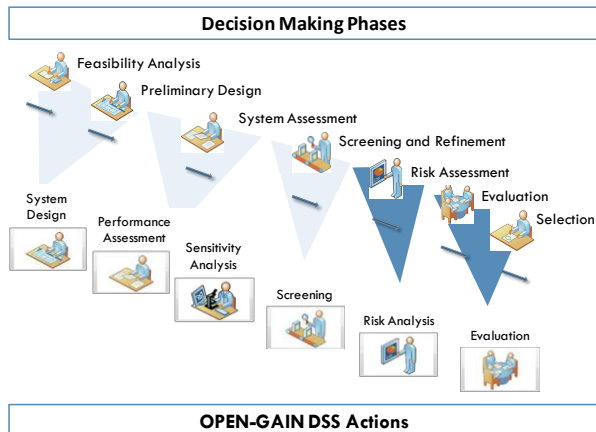 Decision Making Phases
Feasibility Analysis
Preliminary Design
System Assessment
Screening and Refinement
Risk Assessment
Evaluation
Selection
System
Design
Performance
Assessment
Sensitivity
Analysis
Screening
Risk Analysis
Evaluation
OPEN-GAIN DSS Actions